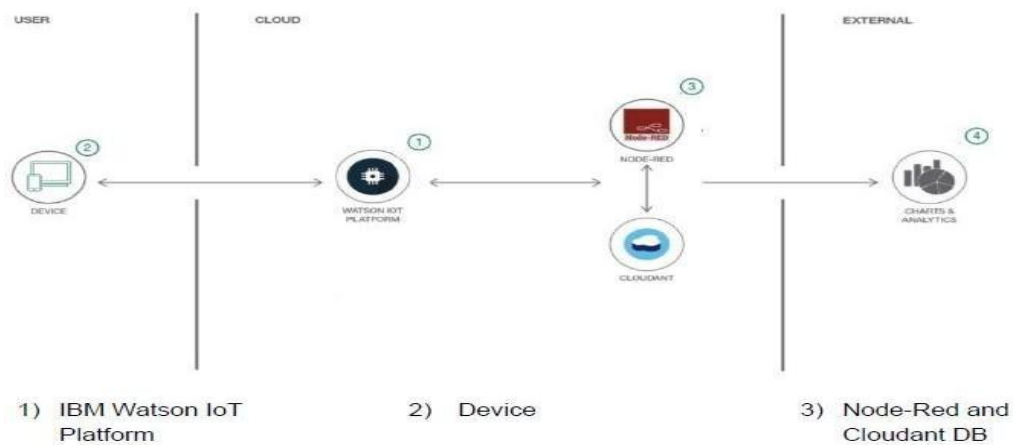 USER
CLOUD
EXTERNAL
3
Node-RED
NODE-RED
2
1
4
DEVICE
WATSON IOT
PLATFORM
CHARTS &
ANALYTICS
CLOUDANT
1) IBM Watson IoT
Platform
2) Device
3) Node-Red and
Cloudant DB